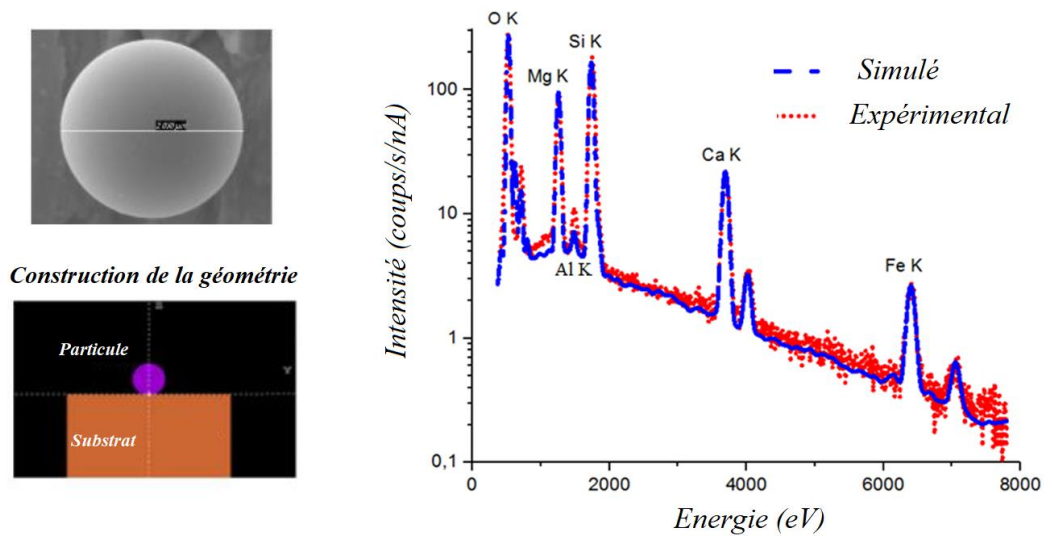 Construction de la géométrie
Particule
Substrat
Z
Y
O K
Mg K
Si K
Al K
Ca K
Fe K
Simulé
Expérimental
Intensité (coups/s/nA)
100
10
1
0,1
0
2000
4000
6000
8000
Energie (eV)